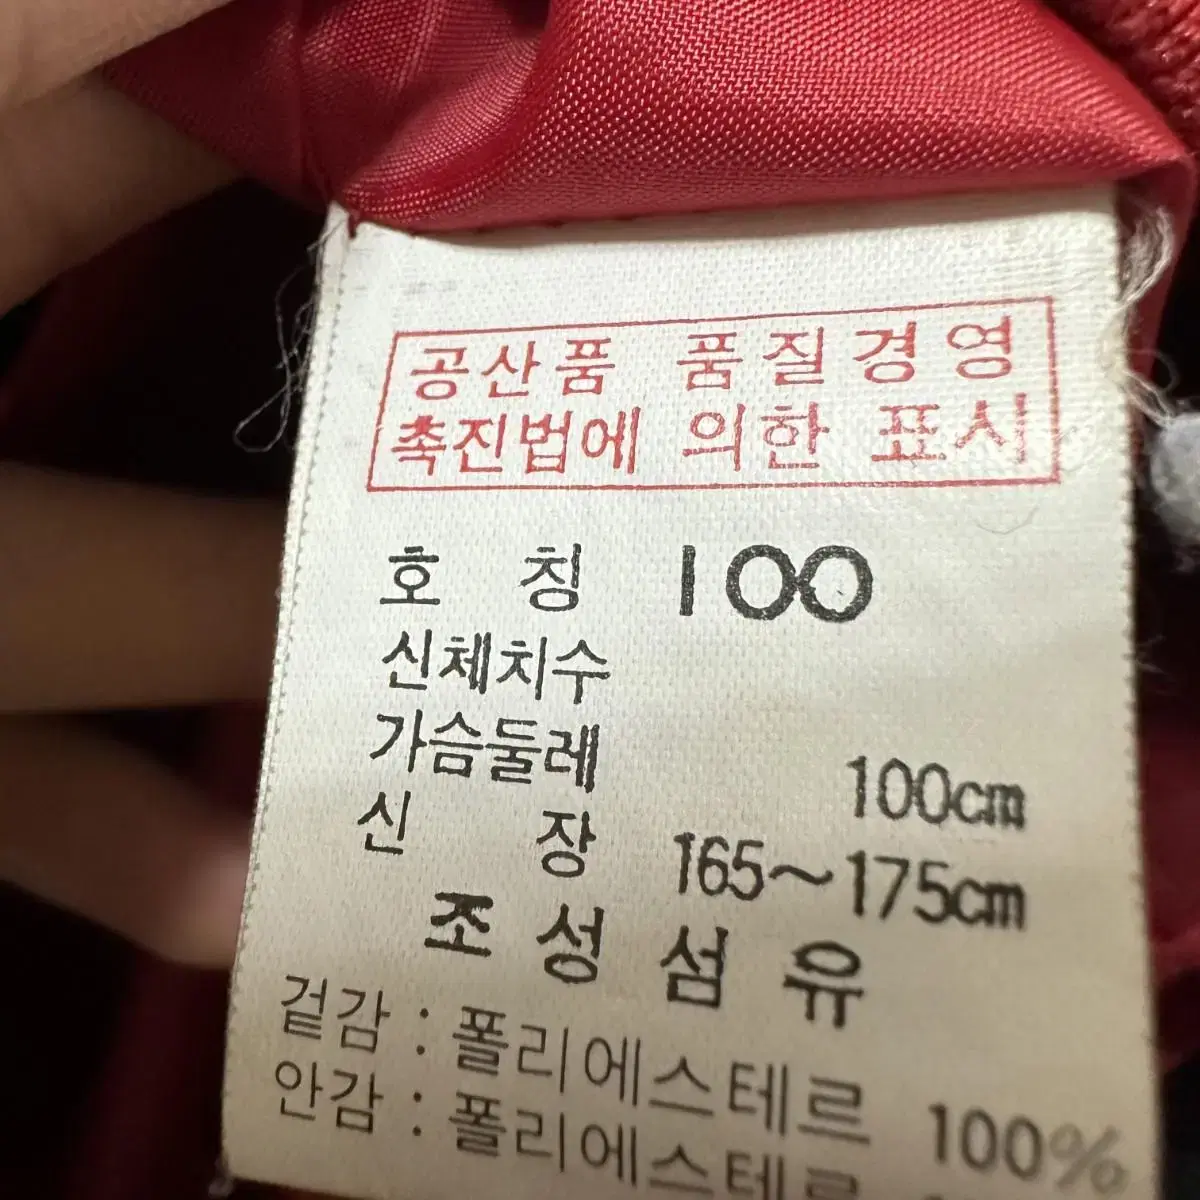 공산품 품질경영
촉진법에 의한 표시
호 칭 100
신체치수
가슴둘레 100cm
신 장 165~175cm
조성섬유
겉감 : 폴리에스테르 100%
안감 : 폴리에스테르